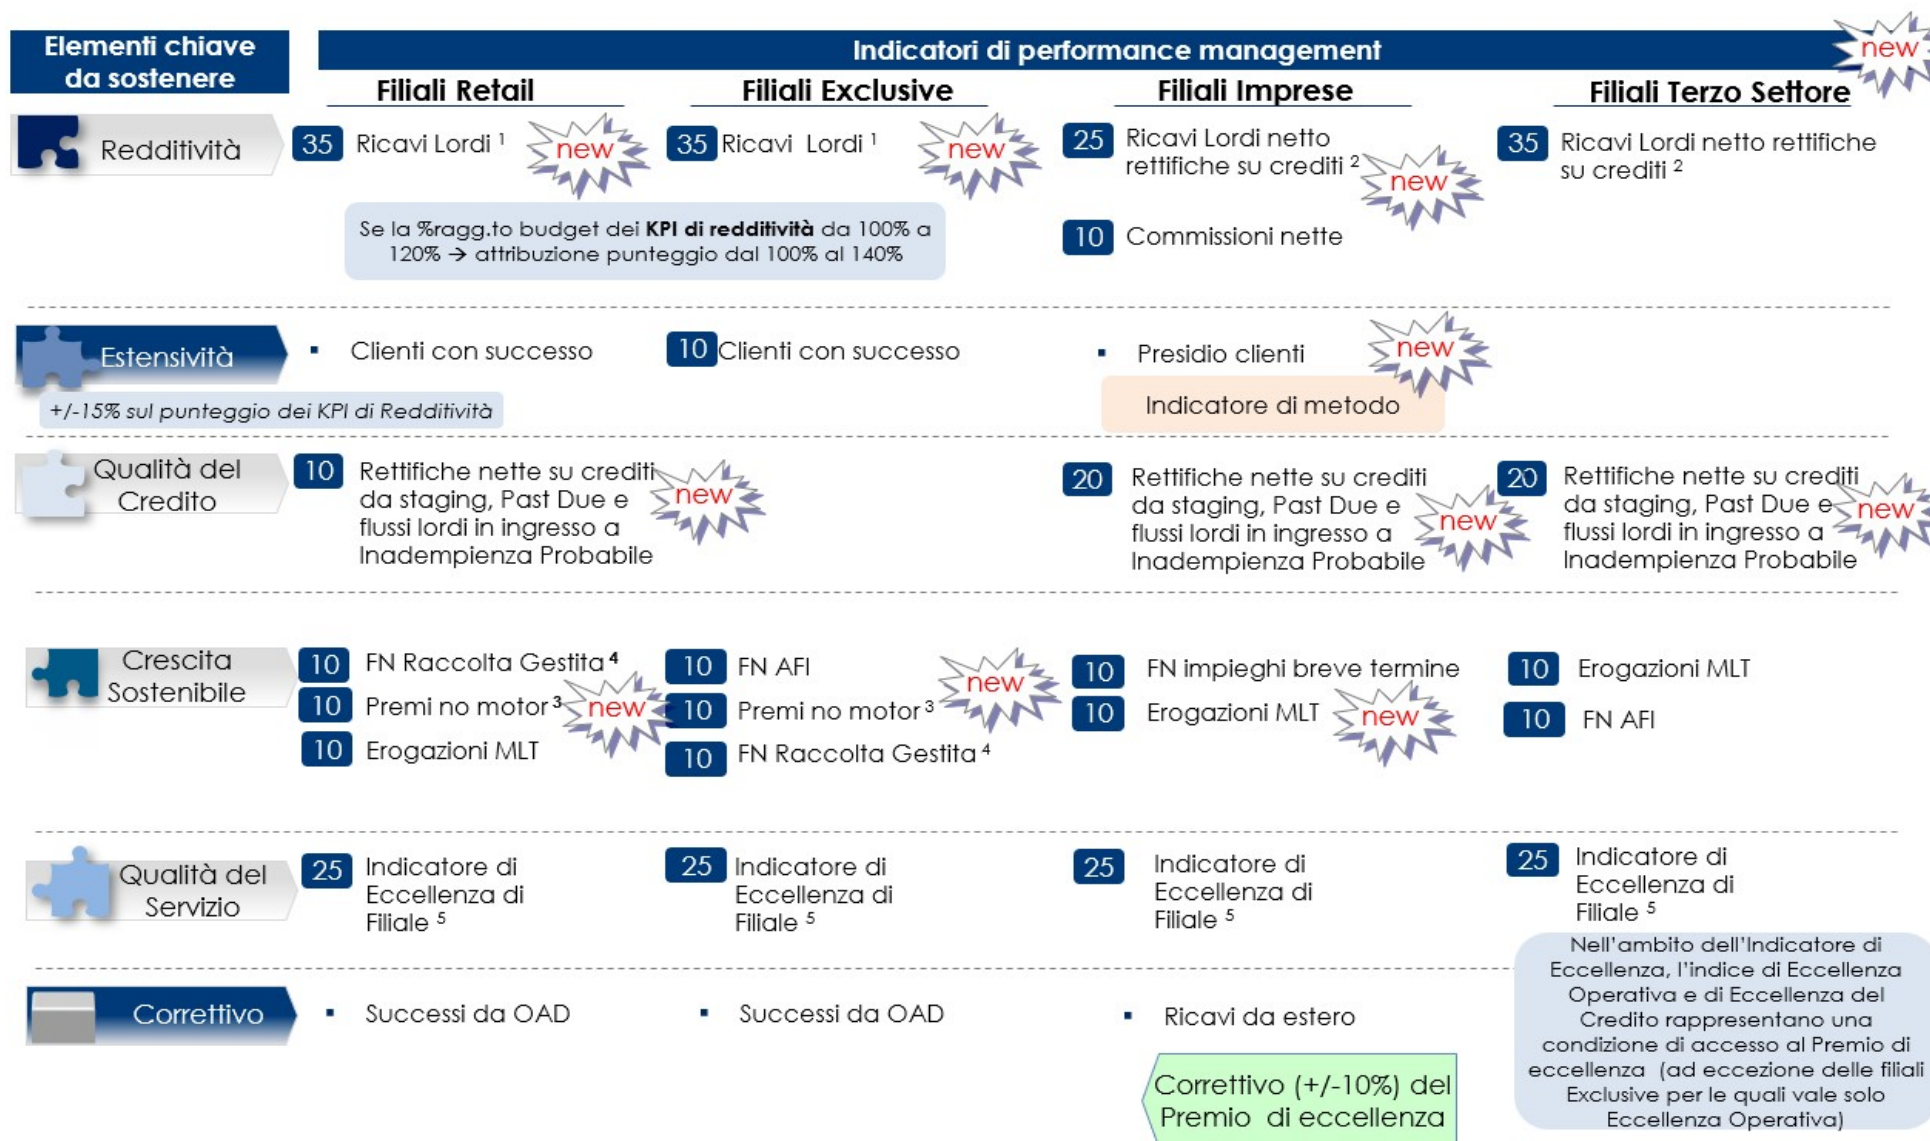 Elementi chiave
da sostenere
Indicatori di performance management
new
Filiali Retail
Filiali Exclusive
Filiali Imprese
Filiali Terzo Settore
Redditività
35 Ricavi Lordi 1
new
35 Ricavi Lordi 1
new
25 Ricavi Lordi netto
rettifiche su crediti 2
new
10 Commissioni nette
35 Ricavi Lordi netto rettifiche
su crediti 2
Se la %ragg.to budget dei KPI di redditività da 100% a
120% → attribuzione punteggio dal 100% al 140%
Estensività
▪ Clienti con successo
10 Clienti con successo
▪ Presidio clienti
new
Indicatore di metodo
+/-15% sul punteggio dei KPI di Redditività
Qualità del
Credito
10 Rettifiche nette su crediti
da staging, Past Due e
flussi lordi in ingresso a
Inadempienza Probabile
new
20 Rettifiche nette su crediti
da staging, Past Due e
flussi lordi in ingresso a
Inadempienza Probabile
new
20 Rettifiche nette su crediti
da staging, Past Due e
flussi lordi in ingresso a
Inadempienza Probabile
new
Crescita
Sostenibile
10 FN Raccolta Gestita 4
10 Premi no motor 3
new
10 Erogazioni MLT
10 FN AFI
new
10 Premi no motor 3
10 FN Raccolta Gestita 4
10 FN impieghi breve termine
10 Erogazioni MLT
new
10 Erogazioni MLT
10 FN AFI
Qualità del
Servizio
25 Indicatore di
Eccellenza di
Filiale 5
25 Indicatore di
Eccellenza di
Filiale 5
25 Indicatore di
Eccellenza di
Filiale 5
25 Indicatore di
Eccellenza di
Filiale 5
Nell'ambito dell'Indicatore di
Eccellenza, l'indice di Eccellenza
Operativa e di Eccellenza del
Credito rappresentano una
condizione di accesso al Premio di
eccellenza (ad eccezione delle filiali
Exclusive per le quali vale solo
Eccellenza Operativa)
Correttivo
▪ Successi da OAD
▪ Successi da OAD
▪ Ricavi da estero
Correttivo (+/-10%) del
Premio di eccellenza